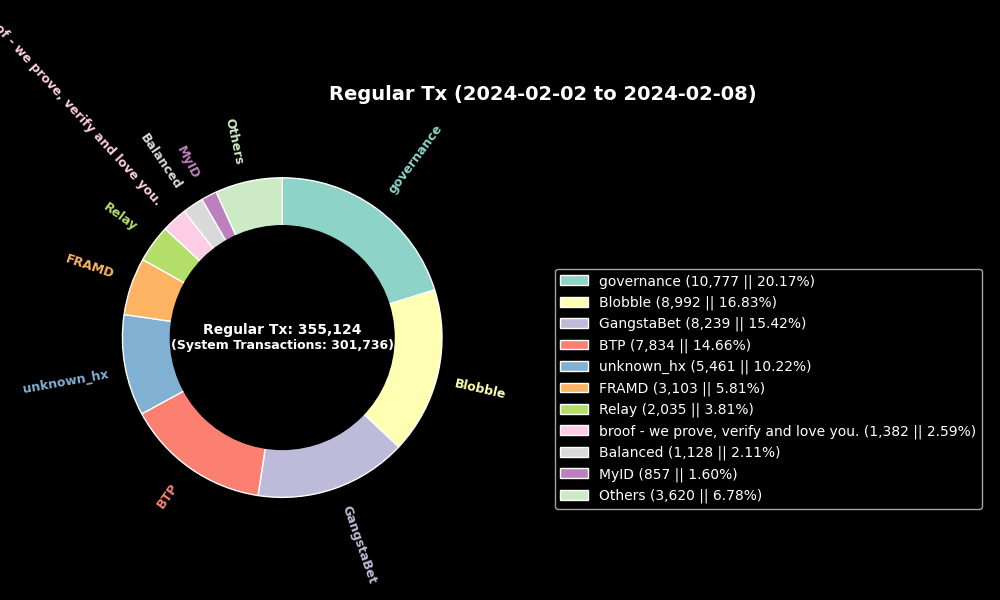 Regular Tx (2024-02-02 to 2024-02-08)
of - we prove, verify and love you.
Balanced
MyID
Others
governance
Relay
FRAMD
unknown_hx
BTP
GangstaBet
Blobble
Regular Tx: 355,124
(System Transactions: 301,736)
governance (10,777 || 20.17%)
Blobble (8,992 || 16.83%)
GangstaBet (8,239 || 15.42%)
BTP (7,834 || 14.66%)
unknown_hx (5,461 || 10.22%)
FRAMD (3,103 || 5.81%)
Relay (2,035 || 3.81%)
broof - we prove, verify and love you. (1,382 || 2.59%)
Balanced (1,128 || 2.11%)
MyID (857 || 1.60%)
Others (3,620 || 6.78%)